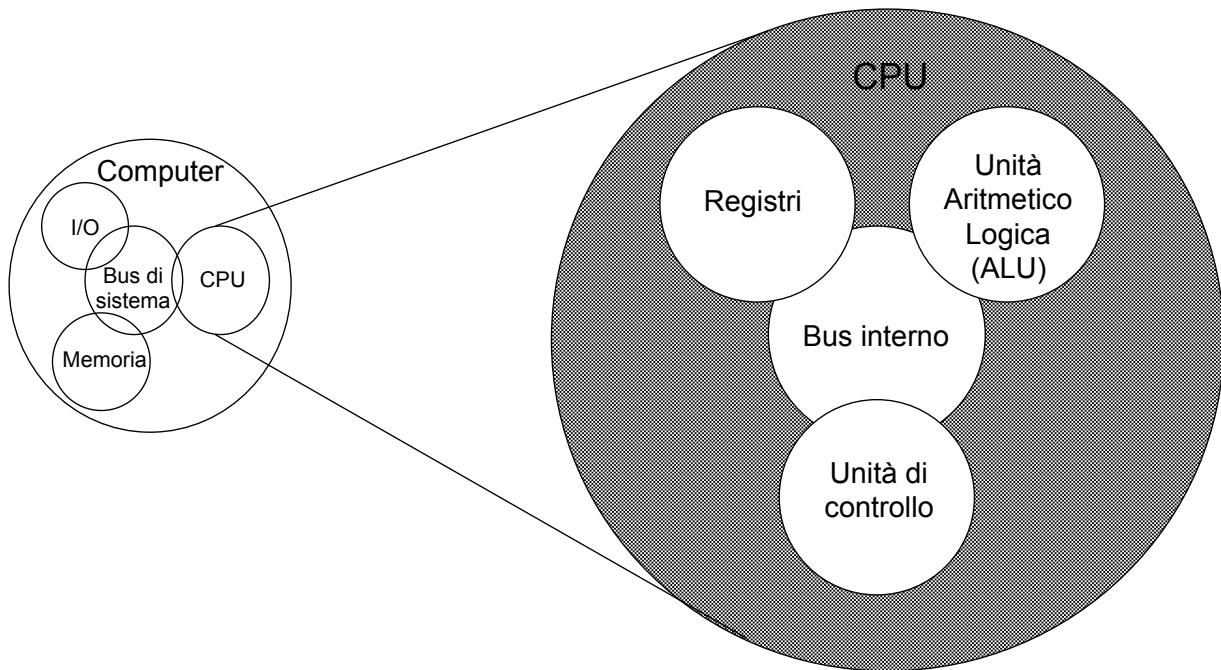 Computer
I/O
Bus di
sistema
CPU
Memoria
CPU
Registri
Unità
Aritmetico
Logica
(ALU)
Bus interno
Unità di
controllo